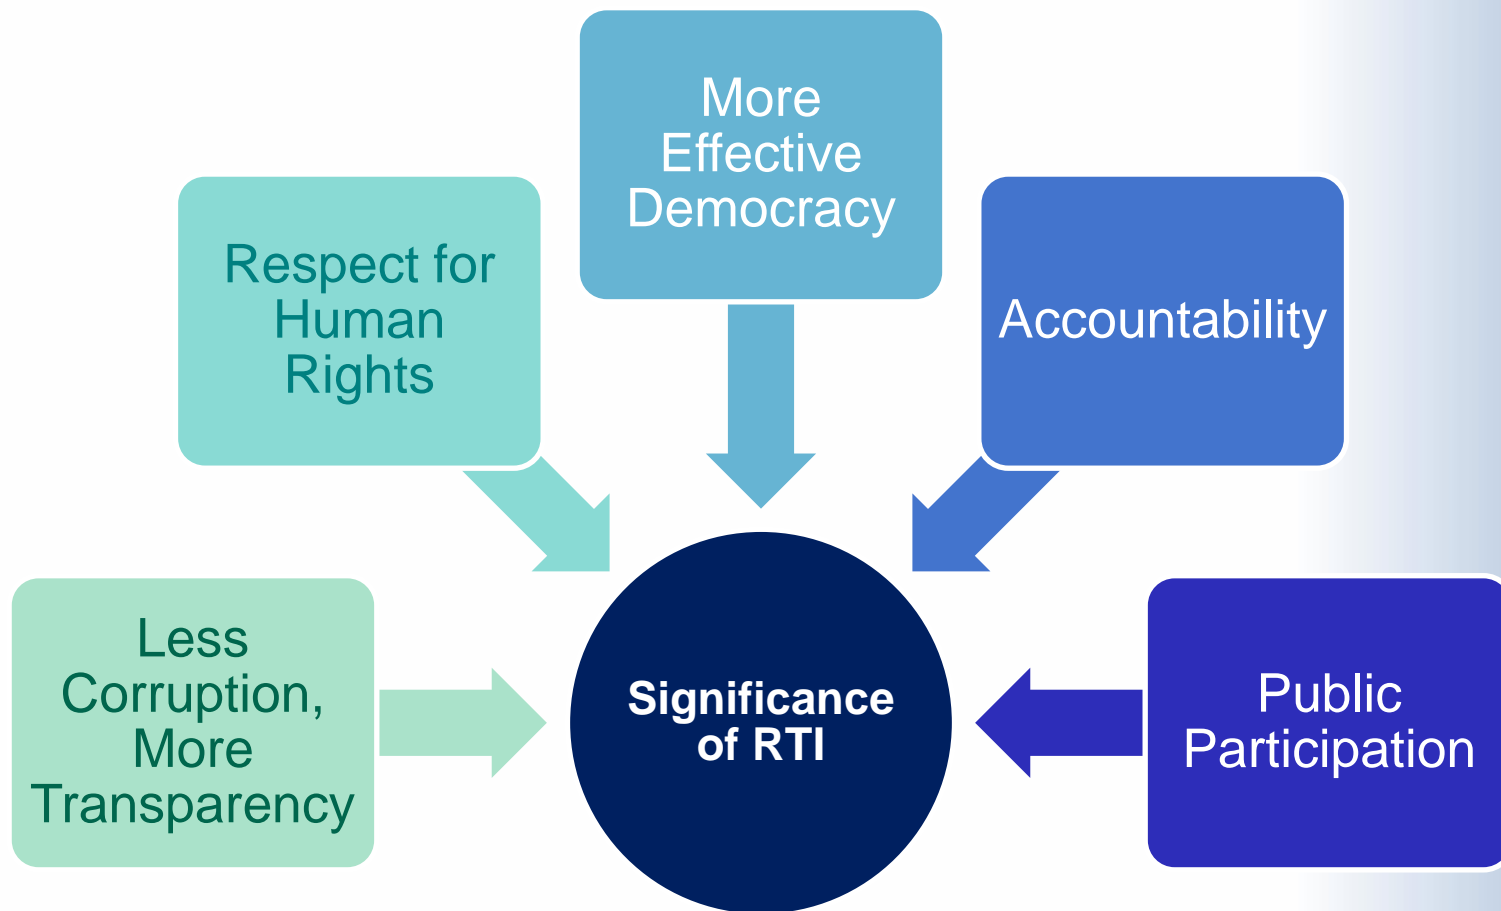 More
Effective
Democracy
Respect for
Human
Rights
Accountability
Less
Corruption,
More
Transparency
Significance
of RTI
Public
Participation